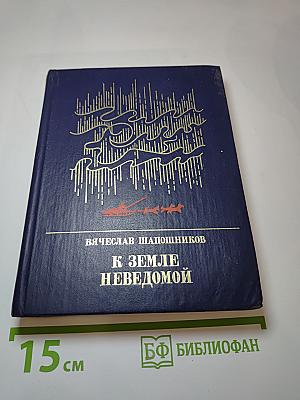 ВЯЧЕСЛАВ ШАПОШНИКОВ
К ЗЕМЛЕ
НЕВЕДОМОЙ
15 см
БФ БИБЛИОФАН